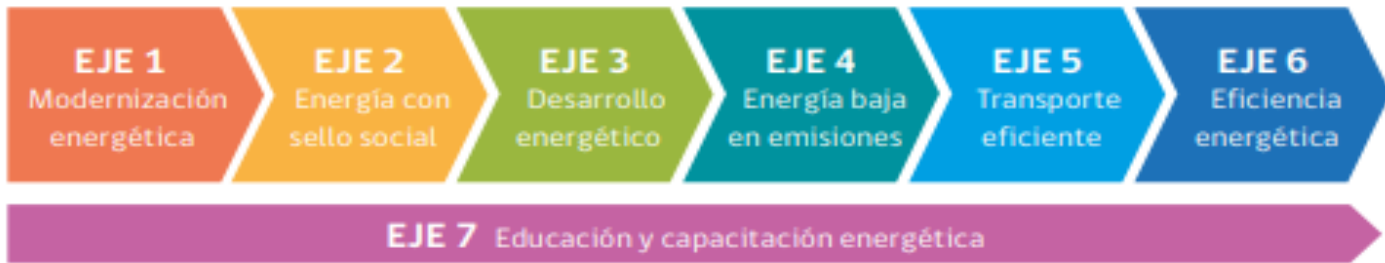 EJE 1
Modernización
energética
EJE 2
Energía con
sello social
EJE 3
Desarrollo
energético
EJE 4
Energía baja
en emisiones
EJE 5
Transporte
eficiente
EJE 6
Eficiencia
energética
EJE 7 Educación y capacitación energética